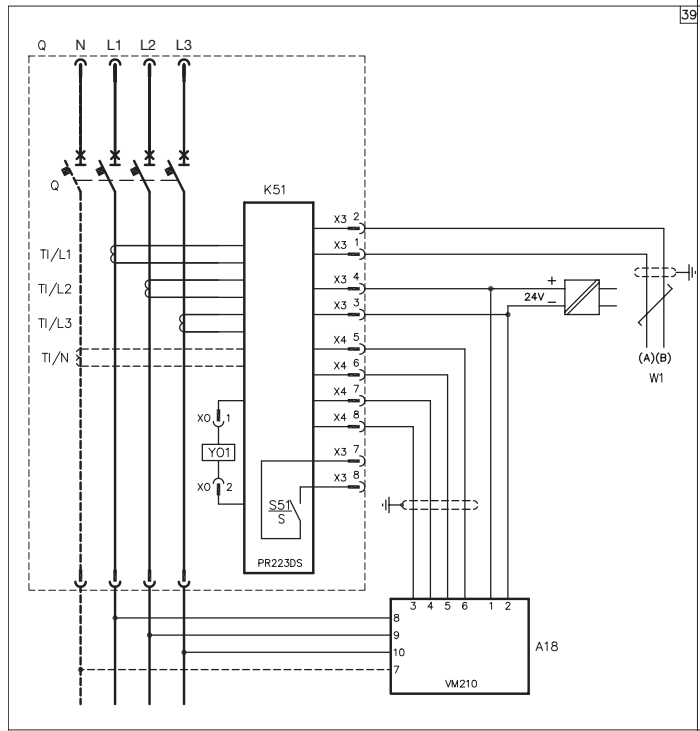 39
Q N L1 L2 L3
Q
K51
X3 2
X3 1
TI/L1
X3 4
+
TI/L2
24V
–
X3 3
TI/L3
X4 5
(A)(B)
TI/N
X4 6
W1
X4 7
X0 1
X4 8
Y01
X3 7
X0 2
X3 8
S51
S
PR223DS
3 4 5 6 1 2
8
9
A18
10
7
VM210